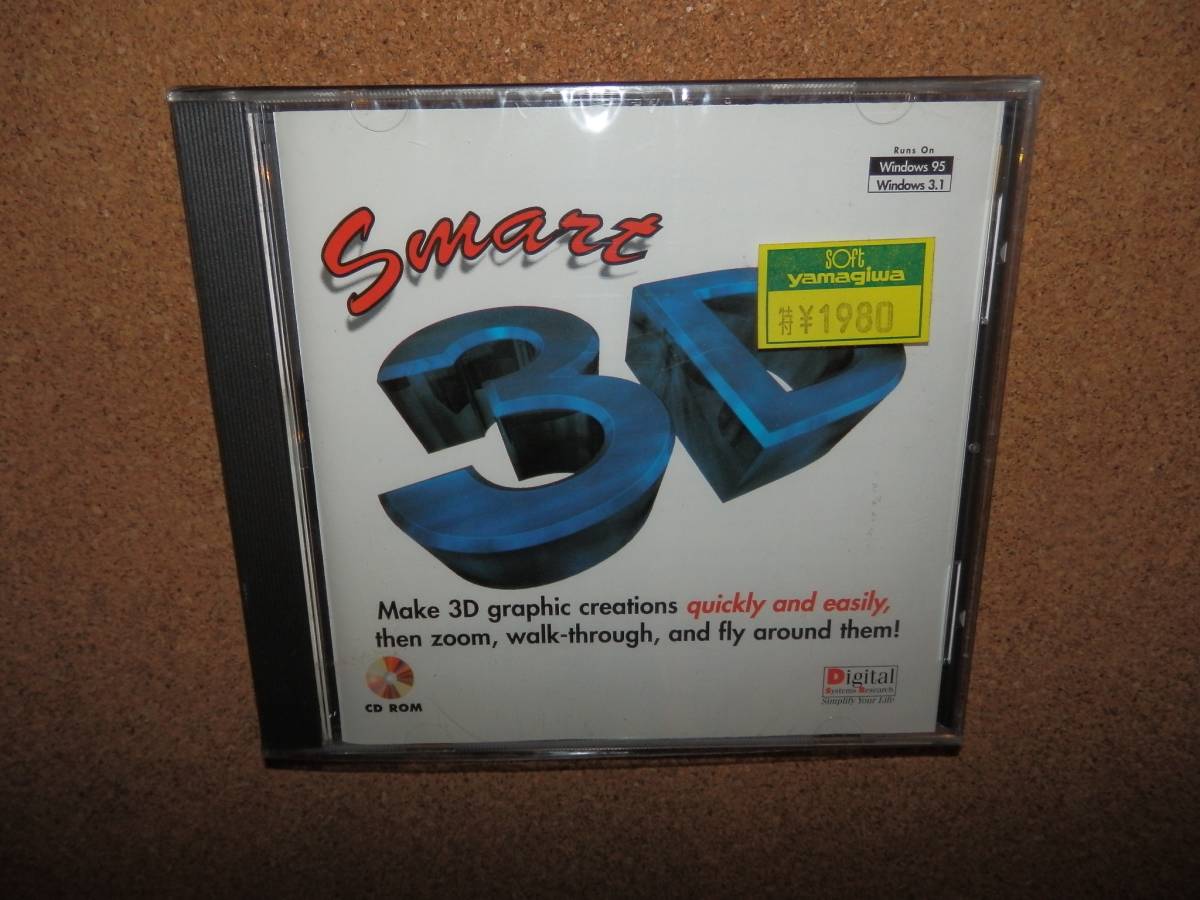 Runs On
Windows 95
Windows 3.1
Smart
3D
soft
yamagiwa
特¥1980
Make 3D graphic creations quickly and easily,
then zoom, walk-through, and fly around them!
CD ROM
Digital
Systems Research
Simplify Your Life